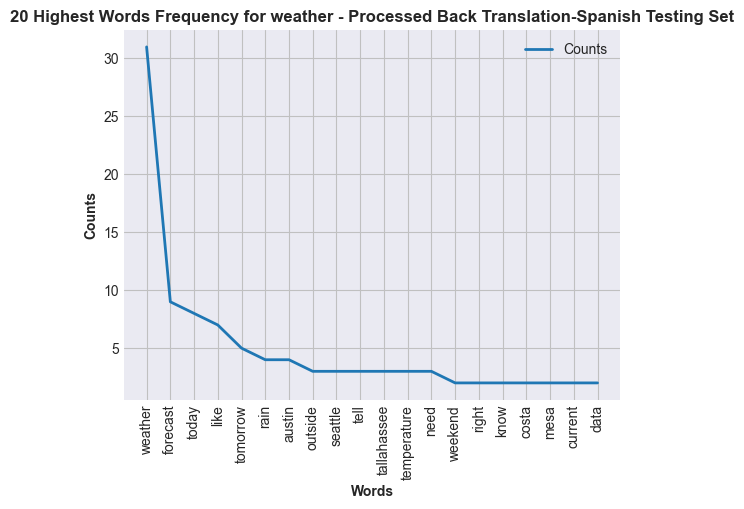 20 Highest Words Frequency for weather - Processed Back Translation-Spanish Testing Set
Counts
30
25
20
15
10
5
Counts
weather
forecast
today
like
tomorrow
rain
austin
outside
seattle
tell
tallahassee
temperature
need
weekend
right
know
costa
mesa
current
data
Words